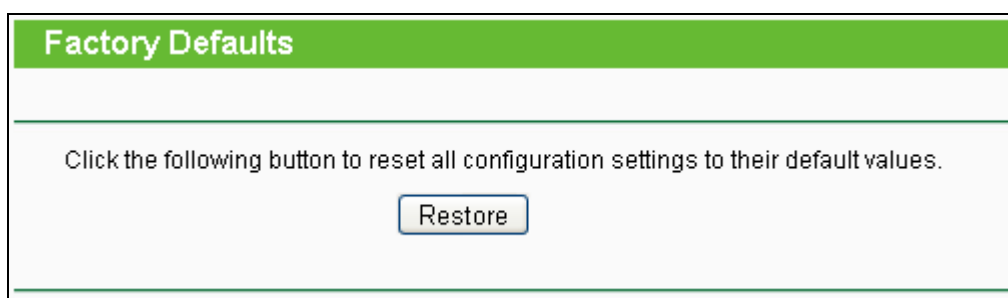 Factory Defaults
Click the following button to reset all configuration settings to their default values.
Restore